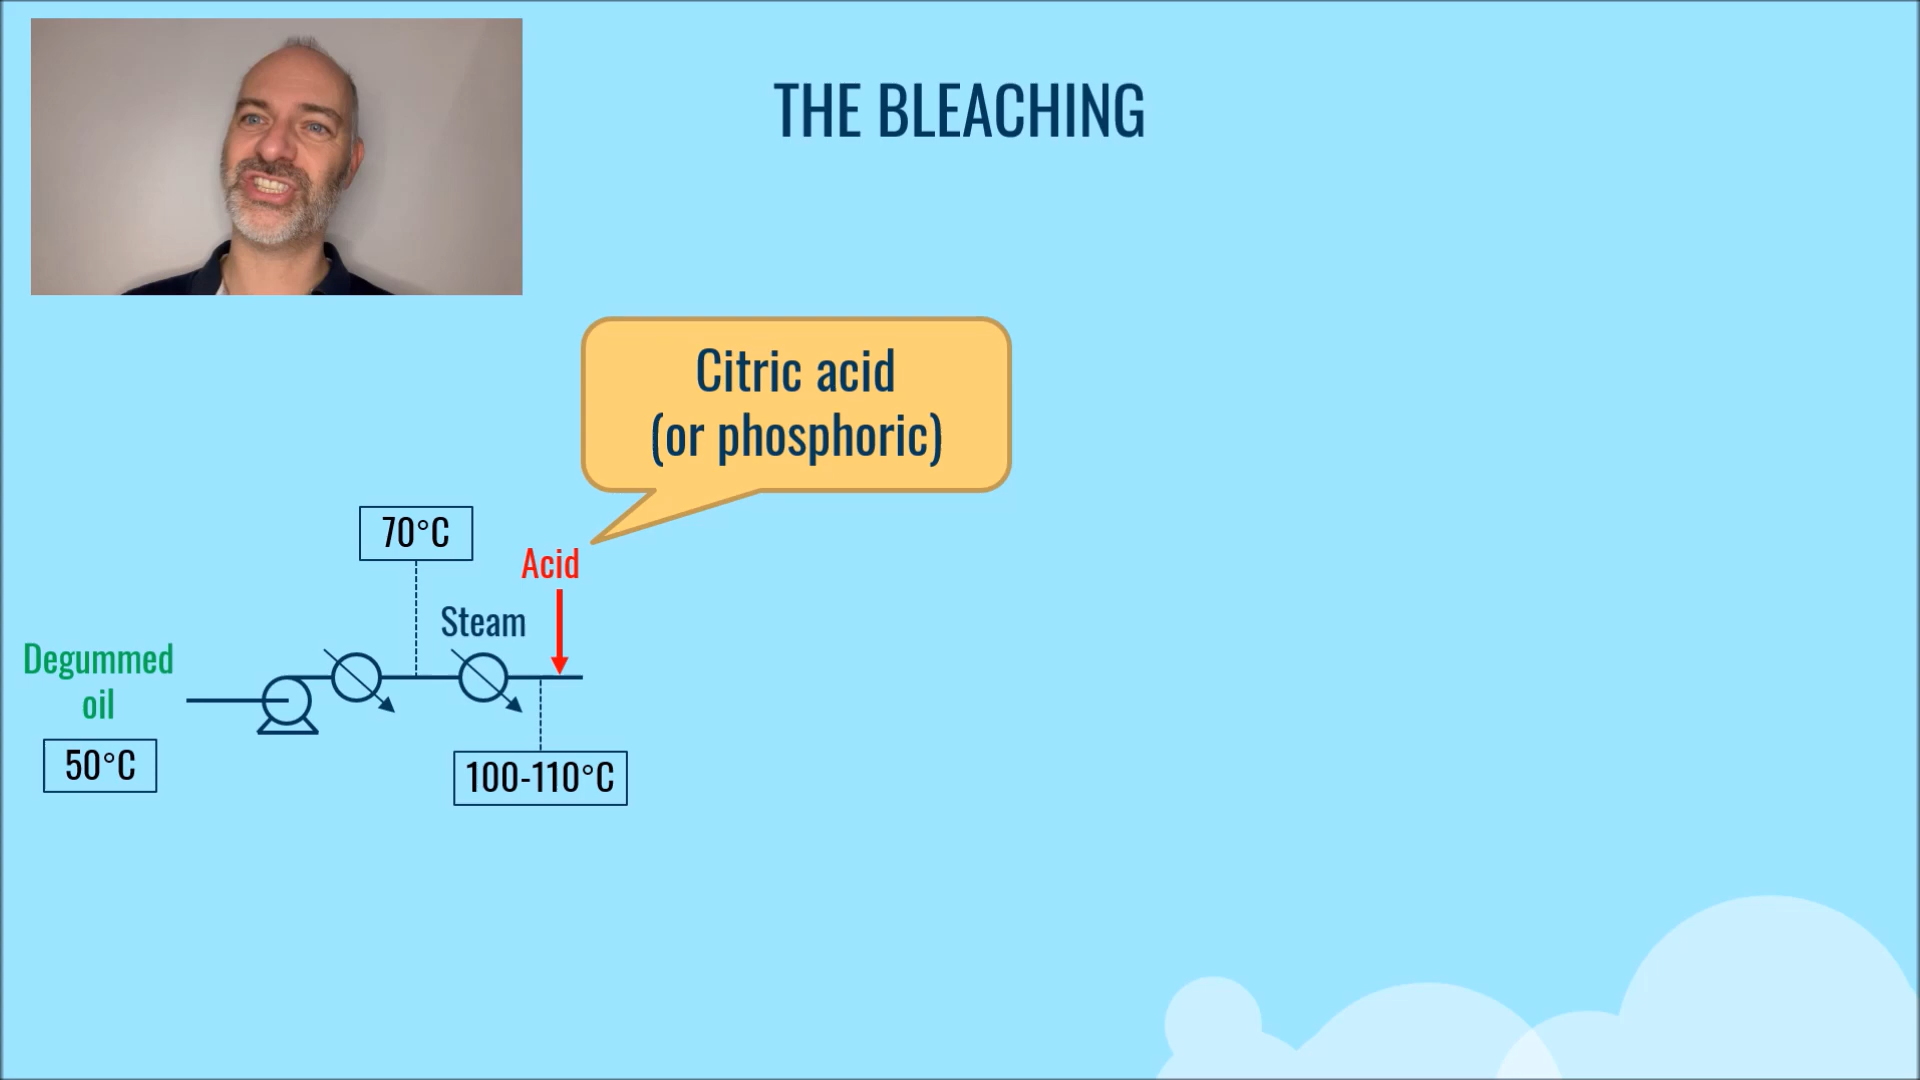 THE BLEACHING
Citric acid
(or phosphoric)
70°C
Acid
Steam
Degummed
oil
50°C
100-110°C